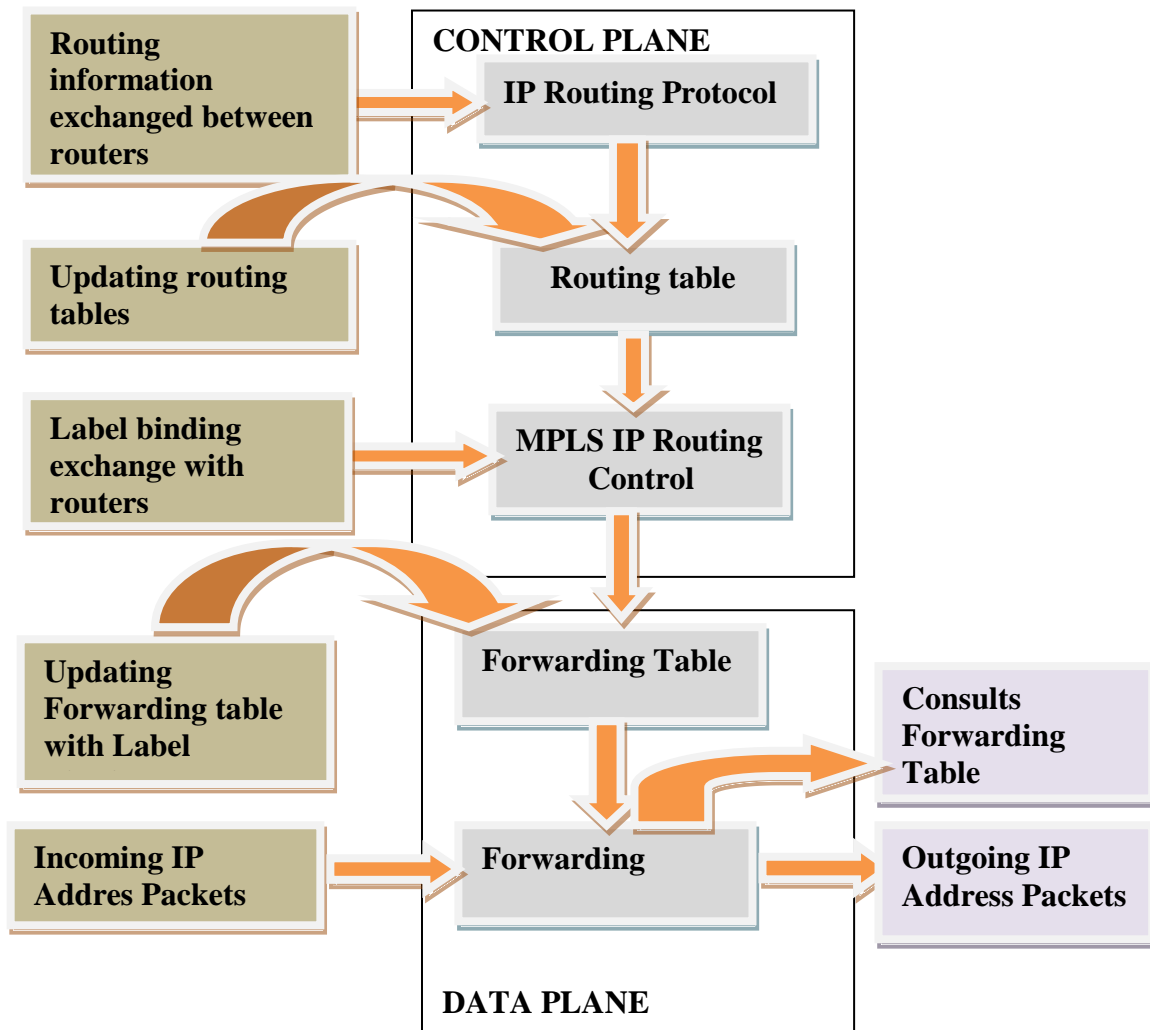 CONTROL PLANE
Routing
information
exchanged between
routers
IP Routing Protocol
Updating routing
tables
Routing table
Label binding
exchange with
routers
MPLS IP Routing
Control
Updating
Forwarding table
with Label
Forwarding Table
Consults
Forwarding
Table
Incoming IP
Addres Packets
Forwarding
Outgoing IP
Address Packets
DATA PLANE